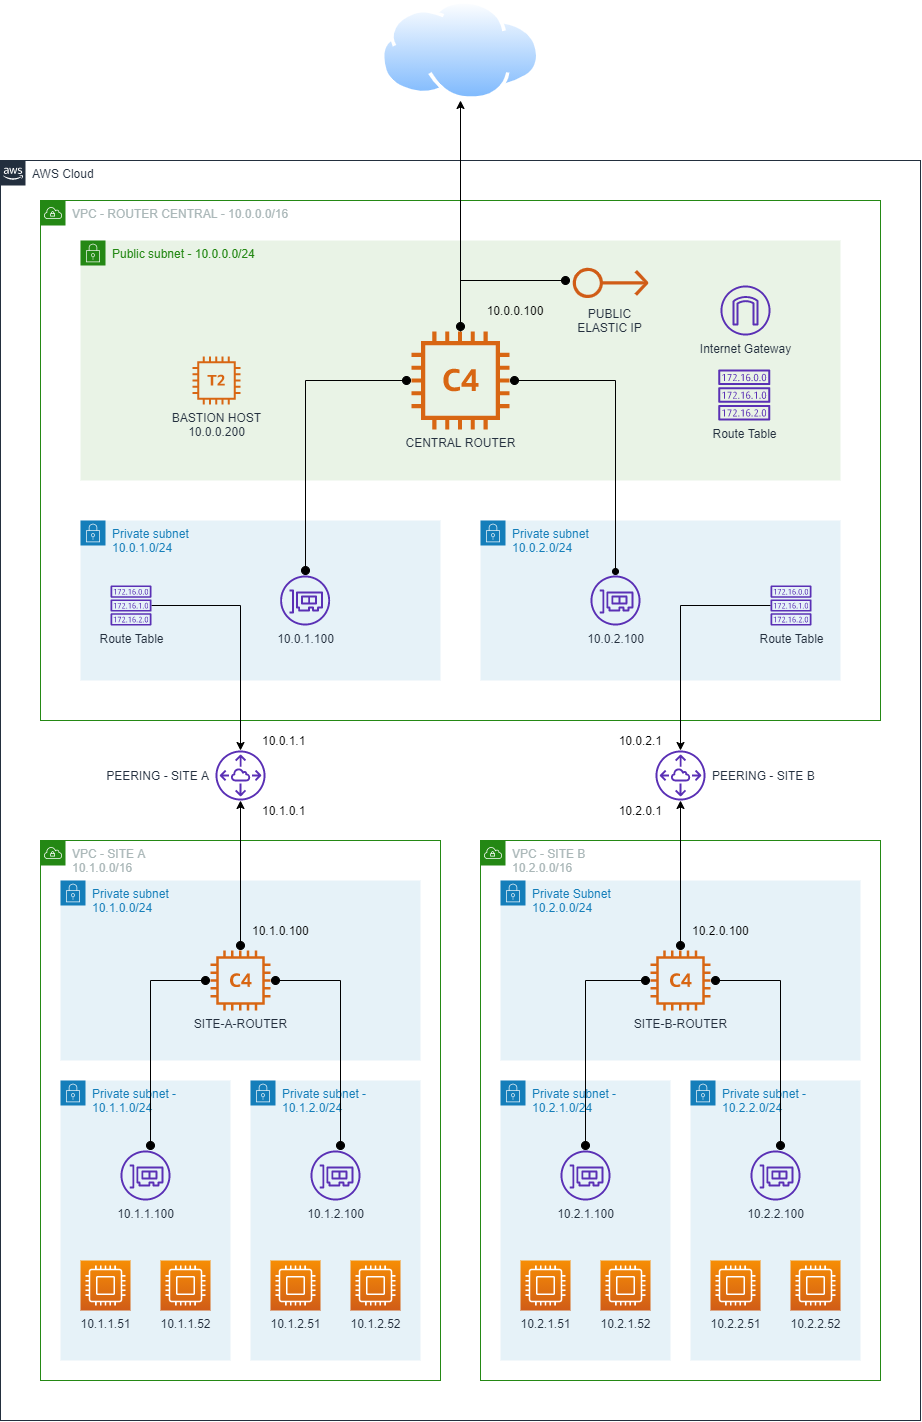 aws
AWS Cloud
VPC - ROUTER CENTRAL - 10.0.0.0/16
Public subnet - 10.0.0.0/24
10.0.0.100
PUBLIC
ELASTIC IP
Internet Gateway
172.16.0.0
172.16.1.0
172.16.2.0
Route Table
T2
BASTION HOST
10.0.0.200
C4
CENTRAL ROUTER
Private subnet
10.0.1.0/24
172.16.0.0
172.16.1.0
172.16.2.0
Route Table
10.0.1.100
Private subnet
10.0.2.0/24
10.0.2.100
172.16.0.0
172.16.1.0
172.16.2.0
Route Table
10.0.1.1
PEERING - SITE A
10.1.0.1
10.0.2.1
PEERING - SITE B
10.2.0.1
VPC - SITE A
10.1.0.0/16
Private subnet
10.1.0.0/24
10.1.0.100
C4
SITE-A-ROUTER
Private subnet -
10.1.1.0/24
10.1.1.100
10.1.1.51
10.1.1.52
Private subnet -
10.1.2.0/24
10.1.2.100
10.1.2.51
10.1.2.52
VPC - SITE B
10.2.0.0/16
Private Subnet
10.2.0.0/24
10.2.0.100
C4
SITE-B-ROUTER
Private subnet -
10.2.1.0/24
10.2.1.100
10.2.1.51
10.2.1.52
Private subnet -
10.2.2.0/24
10.2.2.100
10.2.2.51
10.2.2.52